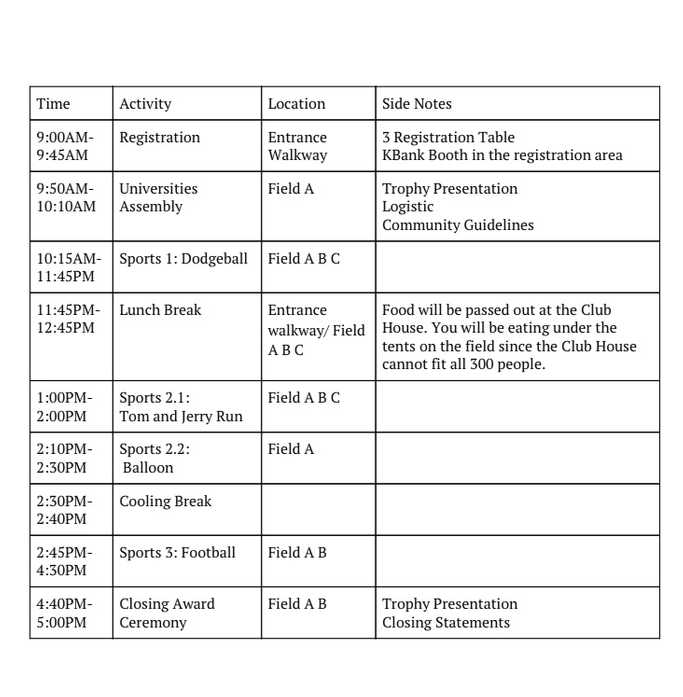 Time Activity Location Side Notes
9:00AM- Registration Entrance 3 Registration Table
9:45AM Walkway KBank Booth in the registration area
9:50AM- Universities Field A Trophy Presentation
10:10AM Assembly Logistic
Community Guidelines
10:15AM- Sports 1: Dodgeball Field A B C
11:45PM
11:45PM- Lunch Break Entrance Food will be passed out at the Club
12:45PM walkway/ Field House. You will be eating under the
A B C tents on the field since the Club House
cannot fit all 300 people.
1:00PM- Sports 2.1: Field A B C
2:00PM Tom and Jerry Run
2:10PM- Sports 2.2: Field A
2:30PM Balloon
2:30PM- Cooling Break
2:40PM
2:45PM- Sports 3: Football Field A B
4:30PM
4:40PM- Closing Award Field A B Trophy Presentation
5:00PM Ceremony Closing Statements